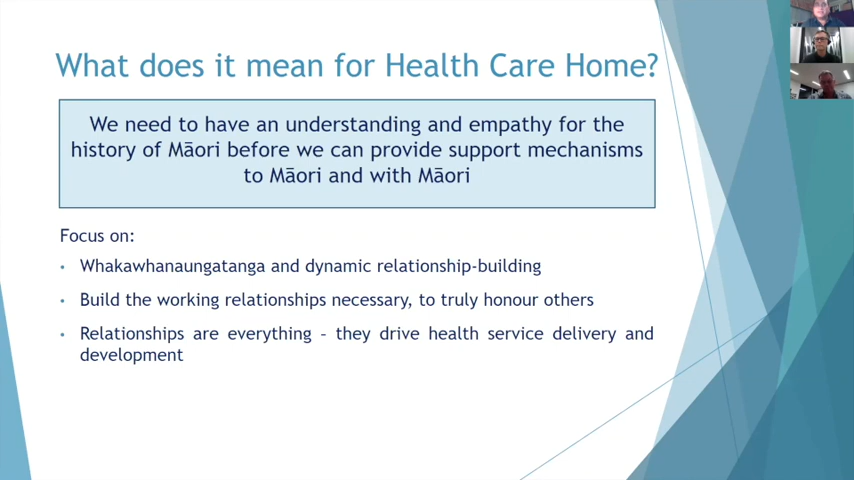 What does it mean for Health Care Home?
We need to have an understanding and empathy for the
history of Māori before we can provide support mechanisms
to Māori and with Māori
Focus on:
• Whakawhanaungatanga and dynamic relationship-building
• Build the working relationships necessary, to truly honour others
• Relationships are everything – they drive health service delivery and
development